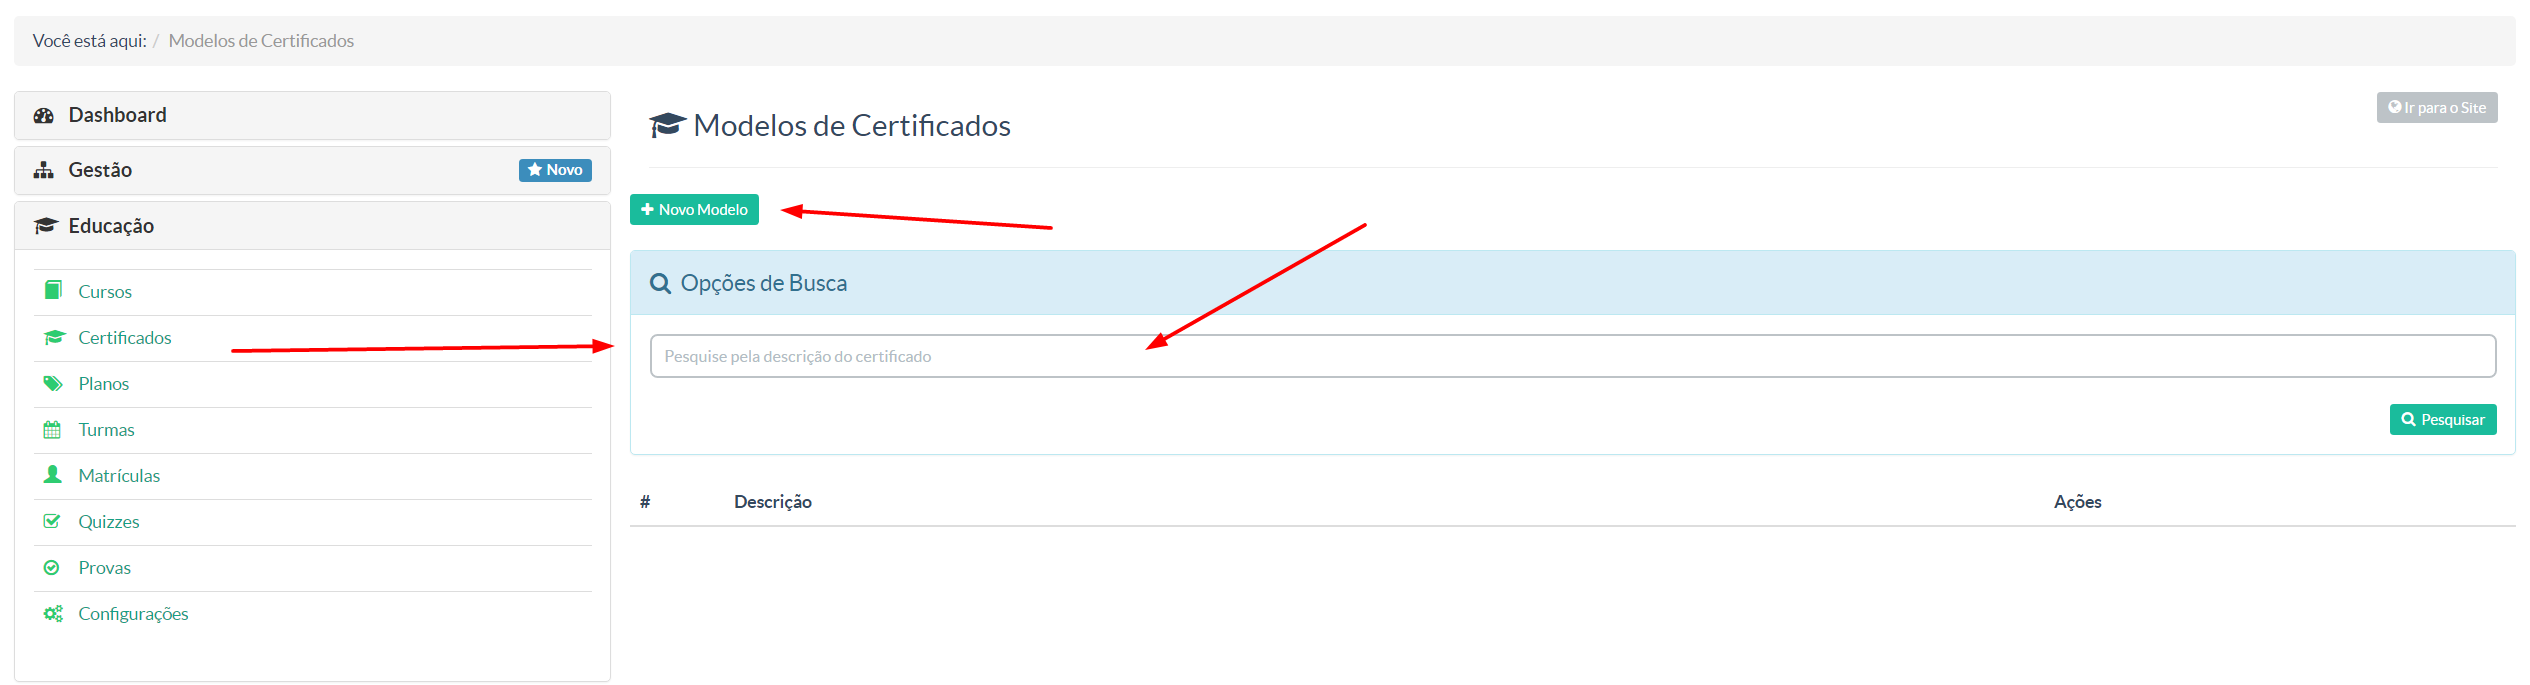 Você está aqui: / Modelos de Certificados
Dashboard
Gestão
Novo
Educação
Cursos
Certificados
Planos
Turmas
Matrículas
Quizzes
Provas
Configurações
Modelos de Certificados
Ir para o Site
Novo Modelo
Opções de Busca
Pesquise pela descrição do certificado
Pesquisar
# Descrição Ações